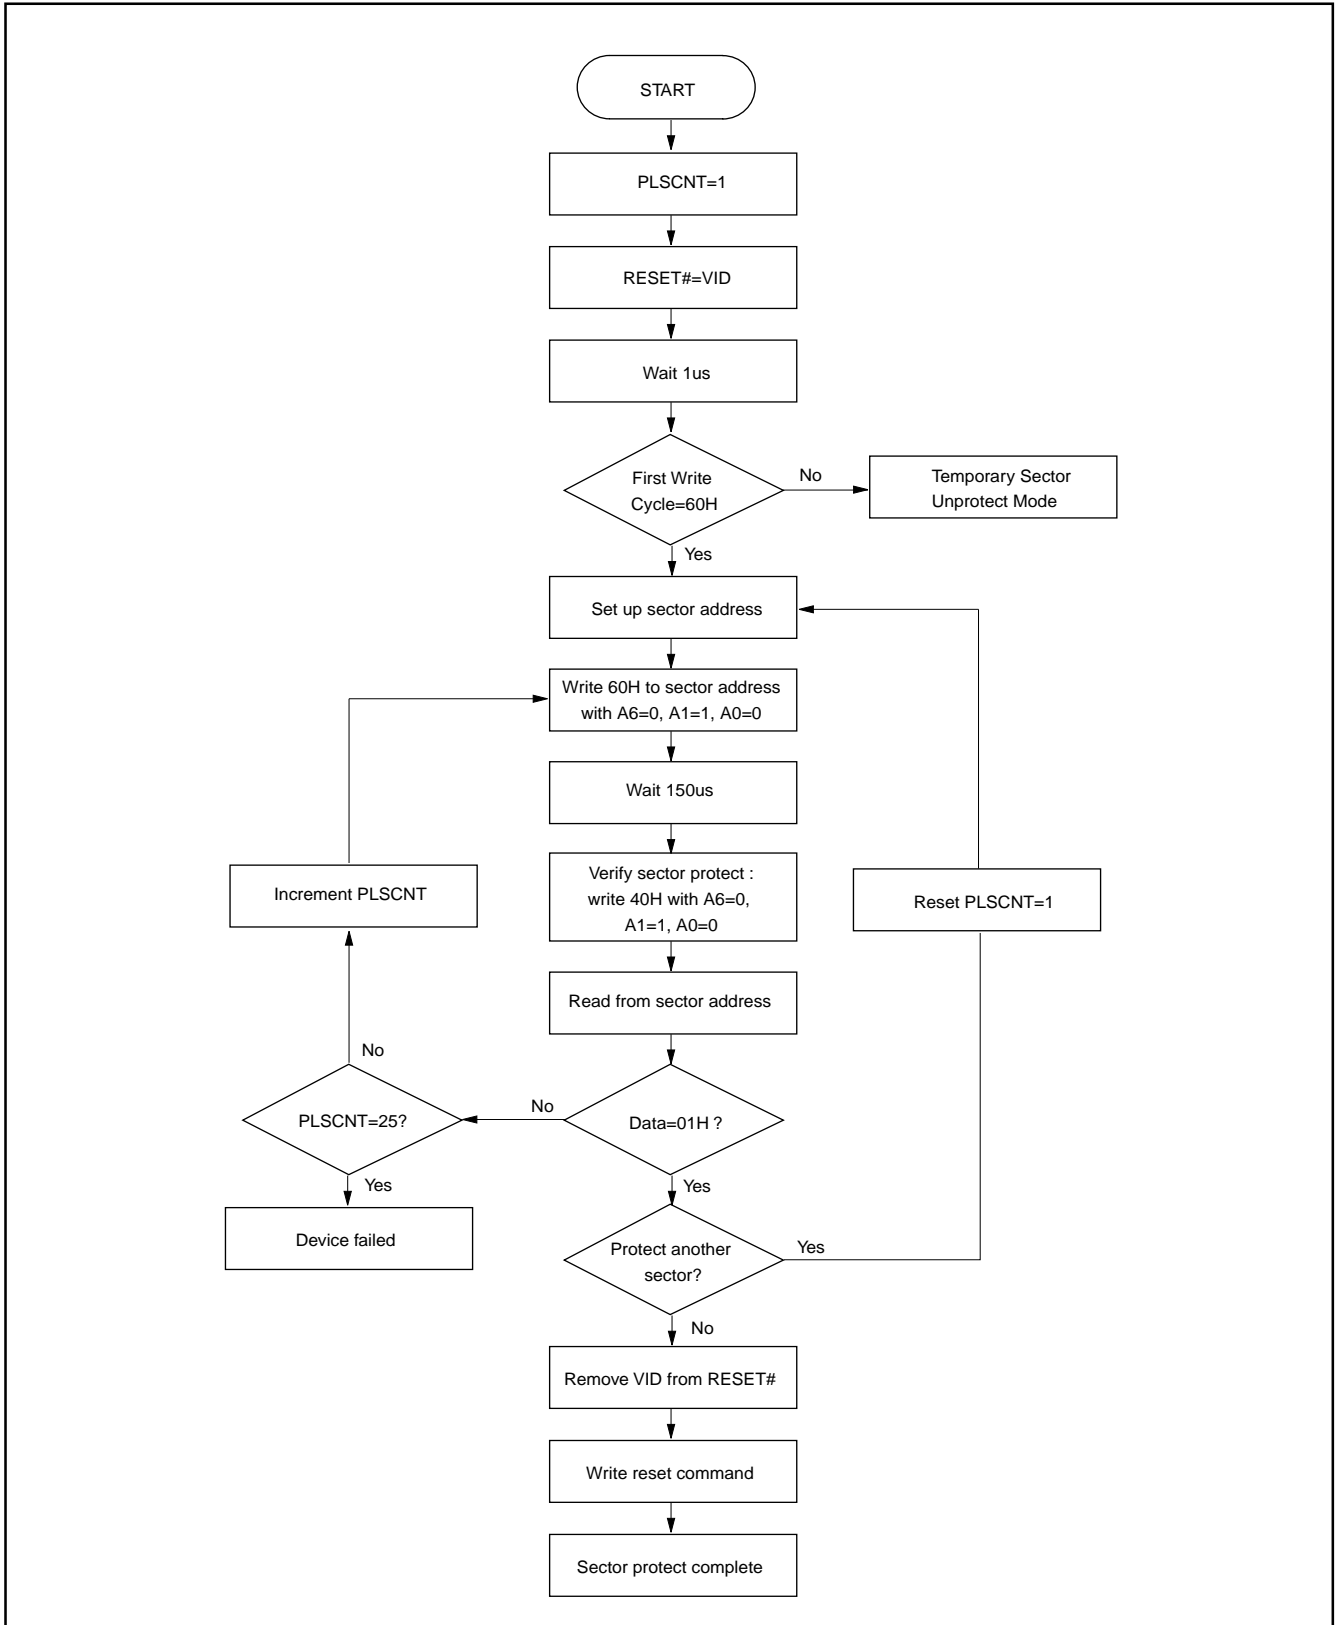 START
PLSCNT=1
RESET#=VID
Wait 1us
First Write
Cycle=60H
No
Temporary Sector
Unprotect Mode
Yes
Set up sector address
Write 60H to sector address
with A6=0, A1=1, A0=0
Wait 150us
Verify sector protect :
write 40H with A6=0,
A1=1, A0=0
Increment PLSCNT
Reset PLSCNT=1
Read from sector address
No
PLSCNT=25?
No
Data=01H ?
Yes
Device failed
Yes
Protect another
sector?
Yes
No
Remove VID from RESET#
Write reset command
Sector protect complete